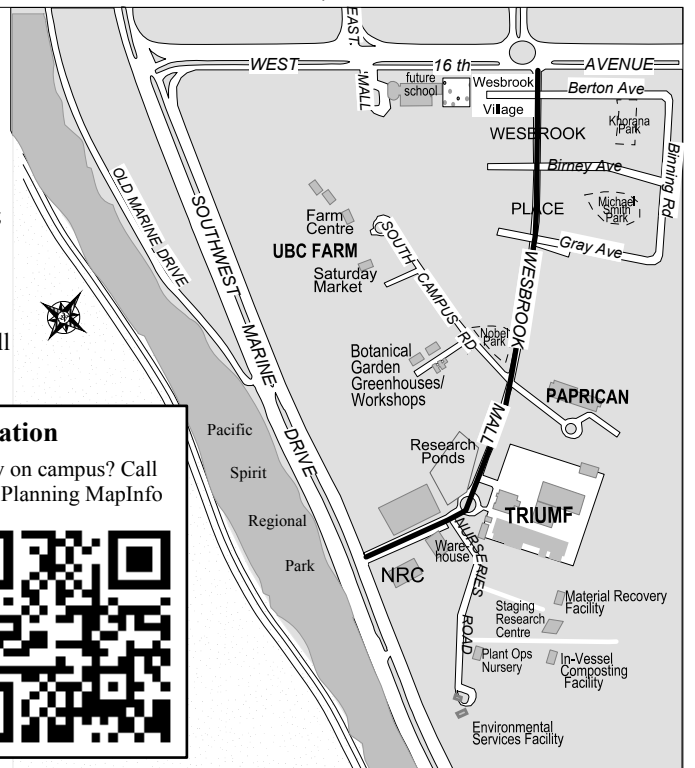 EAST
MALL
WEST
16 th
AVENUE
future
school
Wesbrook
Village
Berton Ave
Khorana
Park
WESBROOK
Birney Ave
Binning Rd
PLACE
Michael
Smith
Park
Gray Ave
OLD MARINE DRIVE
SOUTHWEST MARINE DRIVE
Farm
Centre
UBC FARM
Saturday
Market
SOUTH CAMPUS RD
WESBROOK MALL
Nobel
Park
ll
Botanical
Garden
Greenhouses/
Workshops
PAPRICAN
ation
y on campus? Call
Planning MapInfo
Pacific
Spirit
Regional
Park
Research
Ponds
TRIUMF
NRC
Ware-
house
NURSERIES ROAD
Staging
Research
Centre
Material Recovery
Facility
Plant Ops
Nursery
In-Vessel
Composting
Facility
Environmental
Services Facility